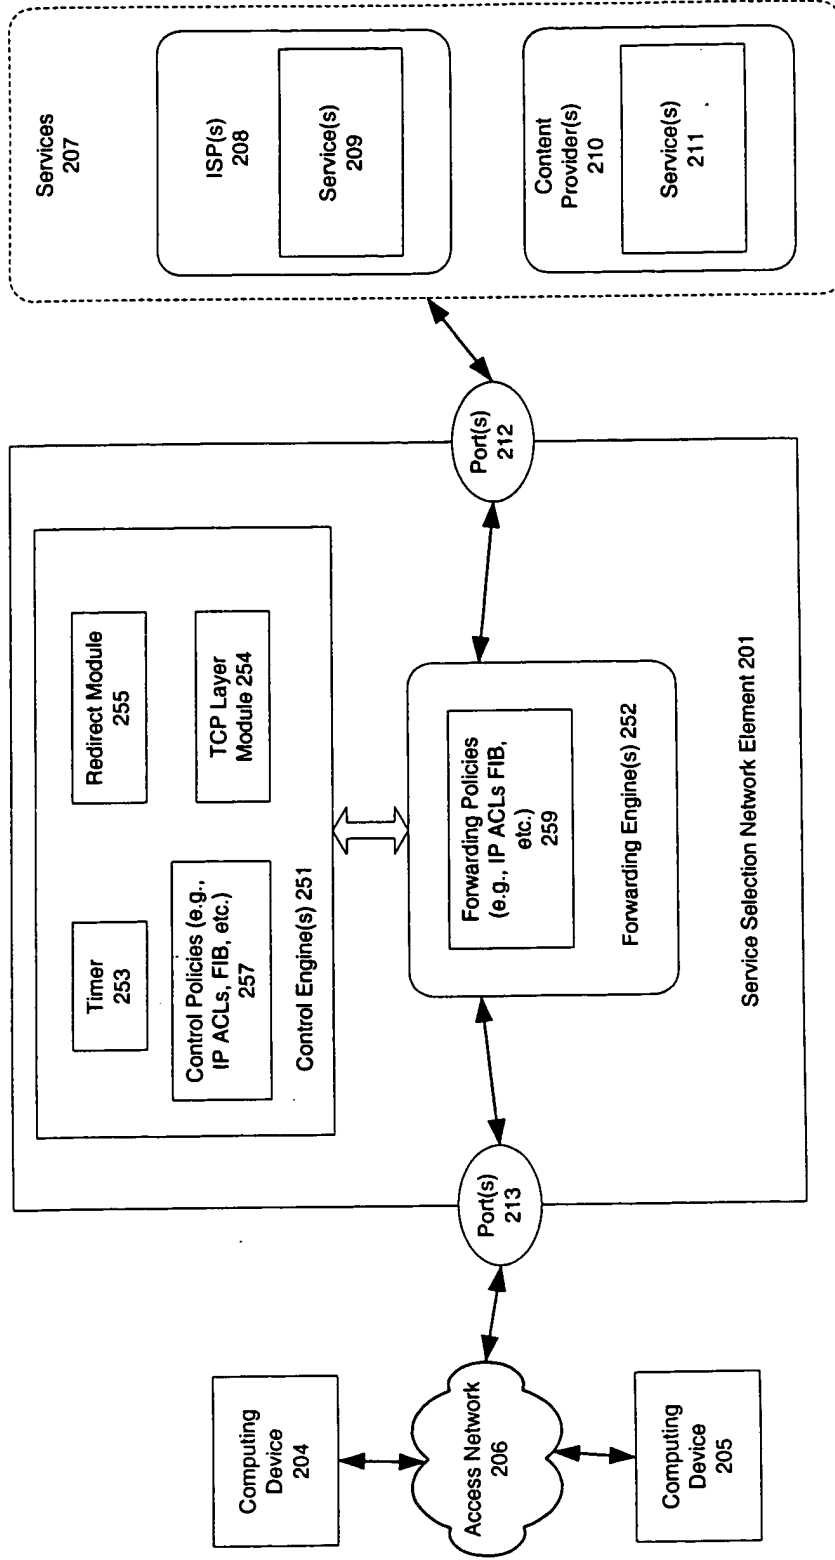 Computing
Device
204
Access Network
206
Computing
Device
205
Port(s)
213
Timer
253
Redirect Module
255
Control Policies (e.g.,
IP ACLs, FIB, etc.)
257
TCP Layer
Module 254
Control Engine(s) 251
Forwarding Policies
(e.g., IP ACLs FIB,
etc.)
259
Forwarding Engine(s) 252
Service Selection Network Element 201
Port(s)
212
Services
207
ISP(s)
208
Service(s)
209
Content
Provider(s)
210
Service(s)
211